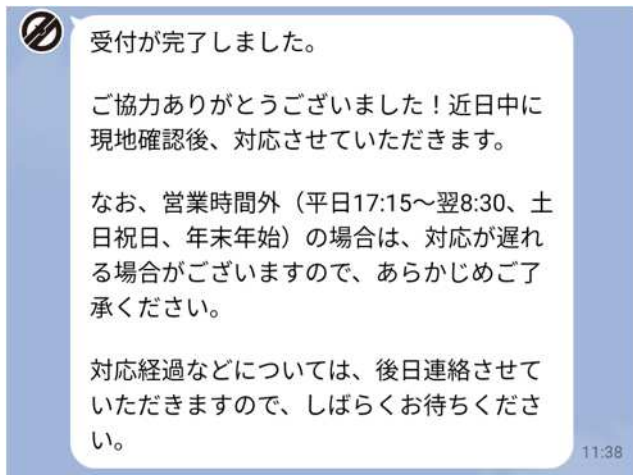 受付が完了しました。
ご協力ありがとうございました！近日中に
現地確認後、対応させていただきます。
なお、営業時間外（平日17:15～翌8:30、土
日祝日、年末年始）の場合は、対応が遅れ
る場合がございますので、あらかじめご了
承ください。
対応経過などについては、後日連絡させて
いただきますので、しばらくお待ちくださ
い。
11:38